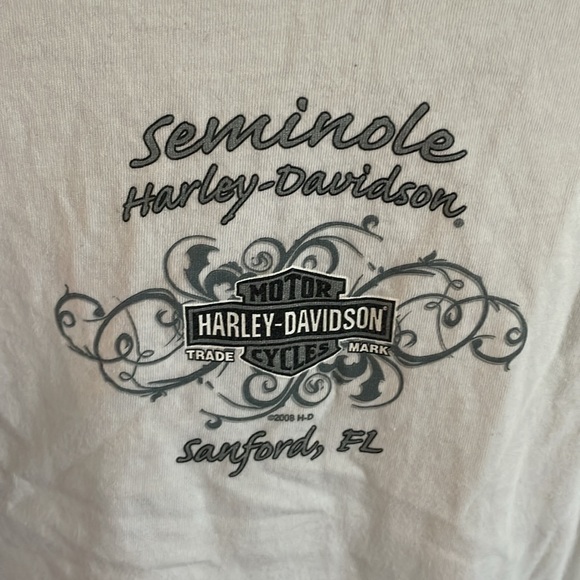 Seminole
Harley-Davidson®
MOTOR
HARLEY-DAVIDSON®
TRADE MARK
CYCLES
©2008 H-D
Sanford, FL